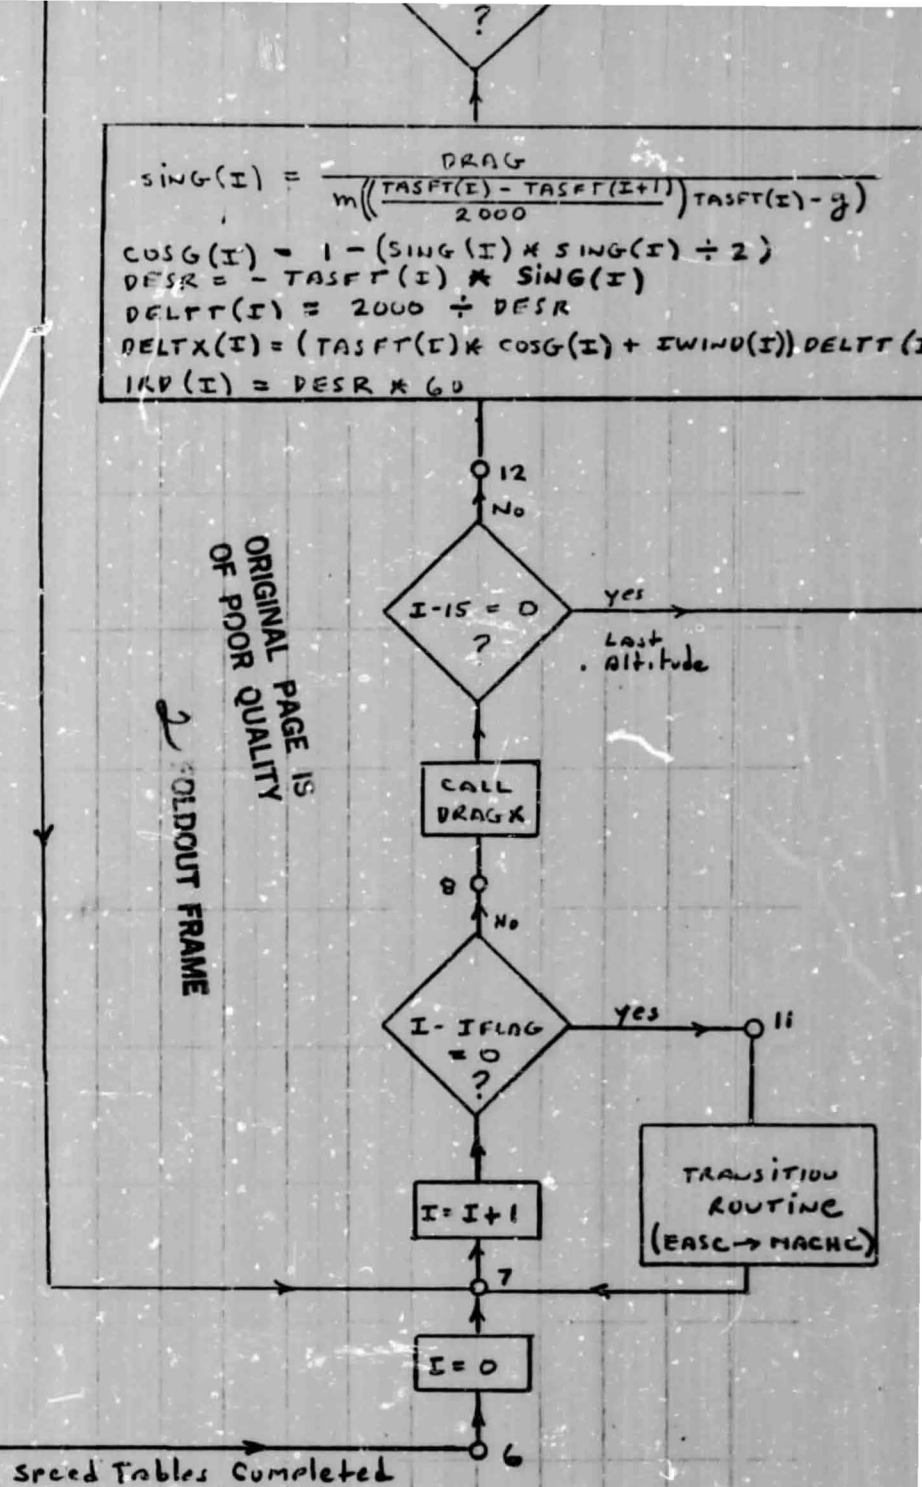 ?
SING(I) = DRAG
m((TASFT(I) - TASFT(I+1) / 2000) TASFT(I) - g)
COSG(I) = 1 - (SING(I) * SING(I) ÷ 2)
DESR = - TASFT(I) * SING(I)
DELTT(I) = 2000 ÷ DESR
DELTX(I) = (TASFT(I) * COSG(I) + IWIND(I)) DELTT(I
IRD(I) = DESR * 60
12
No
I-15 = 0
?
yes
Last
Altitude
ORIGINAL PAGE IS
OF POOR QUALITY
2 FOLDOUT FRAME
CALL
DRAGX
8
No
I - IFLAG
= 0
?
yes
11
TRANSITION
ROUTINE
(EASC → MACHC)
I = I + 1
7
I = 0
6
Speed Tables Completed